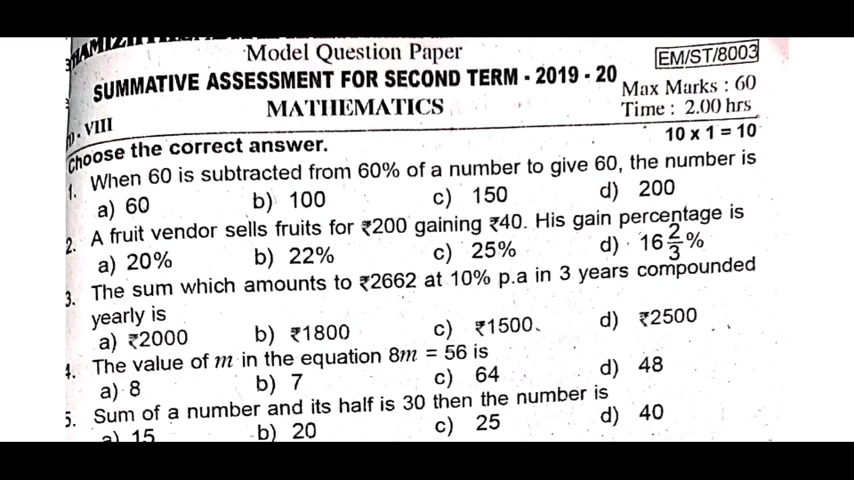 Model Question Paper
EM/ST/8003
SUMMATIVE ASSESSMENT FOR SECOND TERM - 2019 - 20
Max Marks : 60
MATHEMATICS
Time : 2.00 hrs
- VIII
10 x 1 = 10
Choose the correct answer.
1. When 60 is subtracted from 60% of a number to give 60, the number is
a) 60 b) 100 c) 150 d) 200
2. A fruit vendor sells fruits for ₹200 gaining ₹40. His gain percentage is
a) 20% b) 22% c) 25% d) 16 2/3 %
3. The sum which amounts to ₹2662 at 10% p.a in 3 years compounded
yearly is
a) ₹2000 b) ₹1800 c) ₹1500 d) ₹2500
4. The value of m in the equation 8m = 56 is
a) 8 b) 7 c) 64 d) 48
5. Sum of a number and its half is 30 then the number is
a) 15 b) 20 c) 25 d) 40